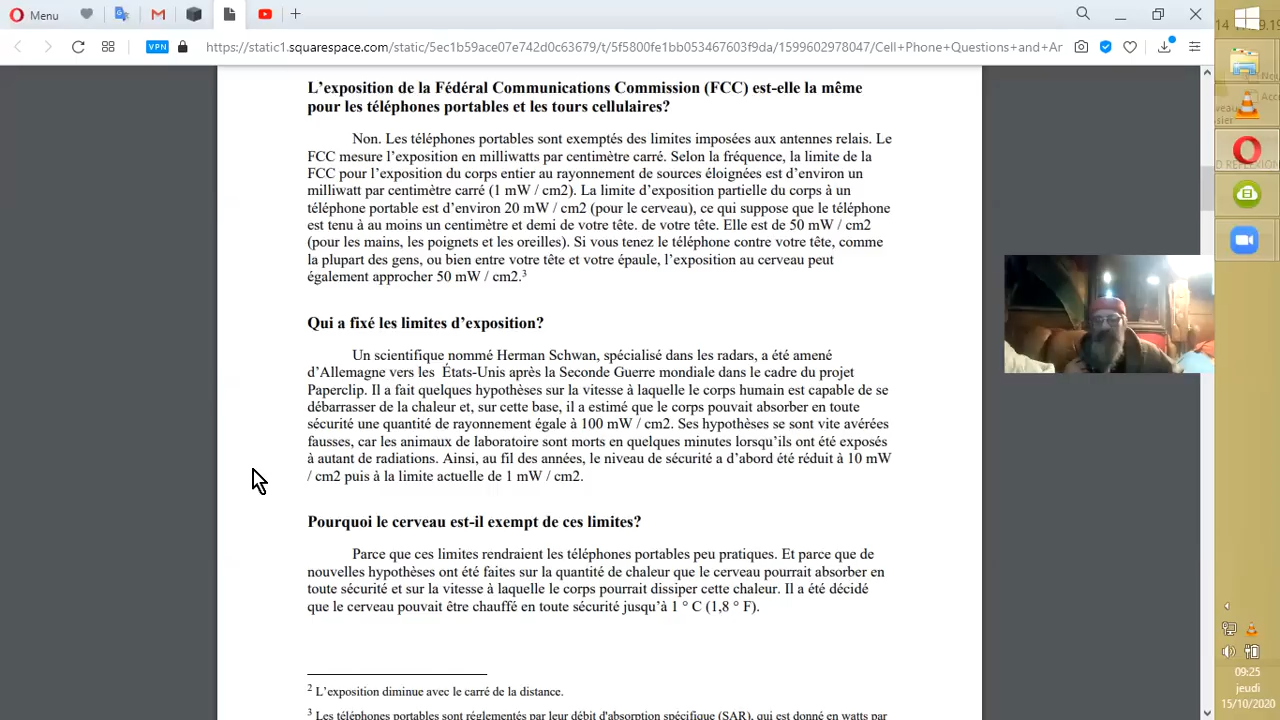 Menu
VPN
https://static1.squarespace.com/static/5ec1b59ace87e742d0c63679/t/5f5800fe1bb053467b03f9da/1599602970047/Cell+Phone+Questions+and+Ar
L’exposition de la Fédéral Communications Commission (FCC) est-elle la même
pour les téléphones portables et les tours cellulaires?
Non. Les téléphones portables sont exemptés des limites imposées aux antennes relais. Le
FCC mesure l’exposition en milliwatts par centimètre carré. Selon la fréquence, la limite de la
FCC pour l’exposition du corps entier au rayonnement de sources éloignées est d’environ un
milliwatt par centimètre carré (1 mW / cm2). La limite d’exposition partielle du corps à un
téléphone portable est d’environ 20 mW / cm2 (pour le cerveau), ce qui suppose que le téléphone
est tenu à au moins un centimètre et demi de votre tête. de votre tête. Elle est de 50 mW / cm2
(pour les mains, les poignets et les oreilles). Si vous tenez le téléphone contre votre tête, comme
la plupart des gens, ou bien entre votre tête et votre épaule, l’exposition au cerveau peut
également approcher 50 mW / cm2.³
Qui a fixé les limites d’exposition?
Un scientifique nommé Herman Schwan, spécialisé dans les radars, a été amené
d’Allemagne vers les États-Unis après la Seconde Guerre mondiale dans le cadre du projet
Paperclip. Il a fait quelques hypothèses sur la vitesse à laquelle le corps humain est capable de se
débarrasser de la chaleur et, sur cette base, il a estimé que le corps pouvait absorber en toute
sécurité une quantité de rayonnement égale à 100 mW / cm2. Ses hypothèses se sont vite avérées
fausses, car les animaux de laboratoire sont morts en quelques minutes lorsqu’ils ont été exposés
à autant de radiations. Ainsi, au fil des années, le niveau de sécurité a d’abord été réduit à 10 mW
/ cm2 puis à la limite actuelle de 1 mW / cm2.
Pourquoi le cerveau est-il exempt de ces limites?
Parce que ces limites rendraient les téléphones portables peu pratiques. Et parce que de
nouvelles hypothèses ont été faites sur la quantité de chaleur que le cerveau pourrait absorber en
toute sécurité et sur la vitesse à laquelle le corps pourrait dissiper cette chaleur. Il a été décidé
que le cerveau pouvait être chauffé en toute sécurité jusqu’à 1 ° C (1,8 ° F).
² L’exposition diminue avec le carré de la distance.
³ Les téléphones portables sont réglementés par leur débit d'absorption spécifique (SAR), qui est donné en watts par
09:25
jeudi
15/10/2020